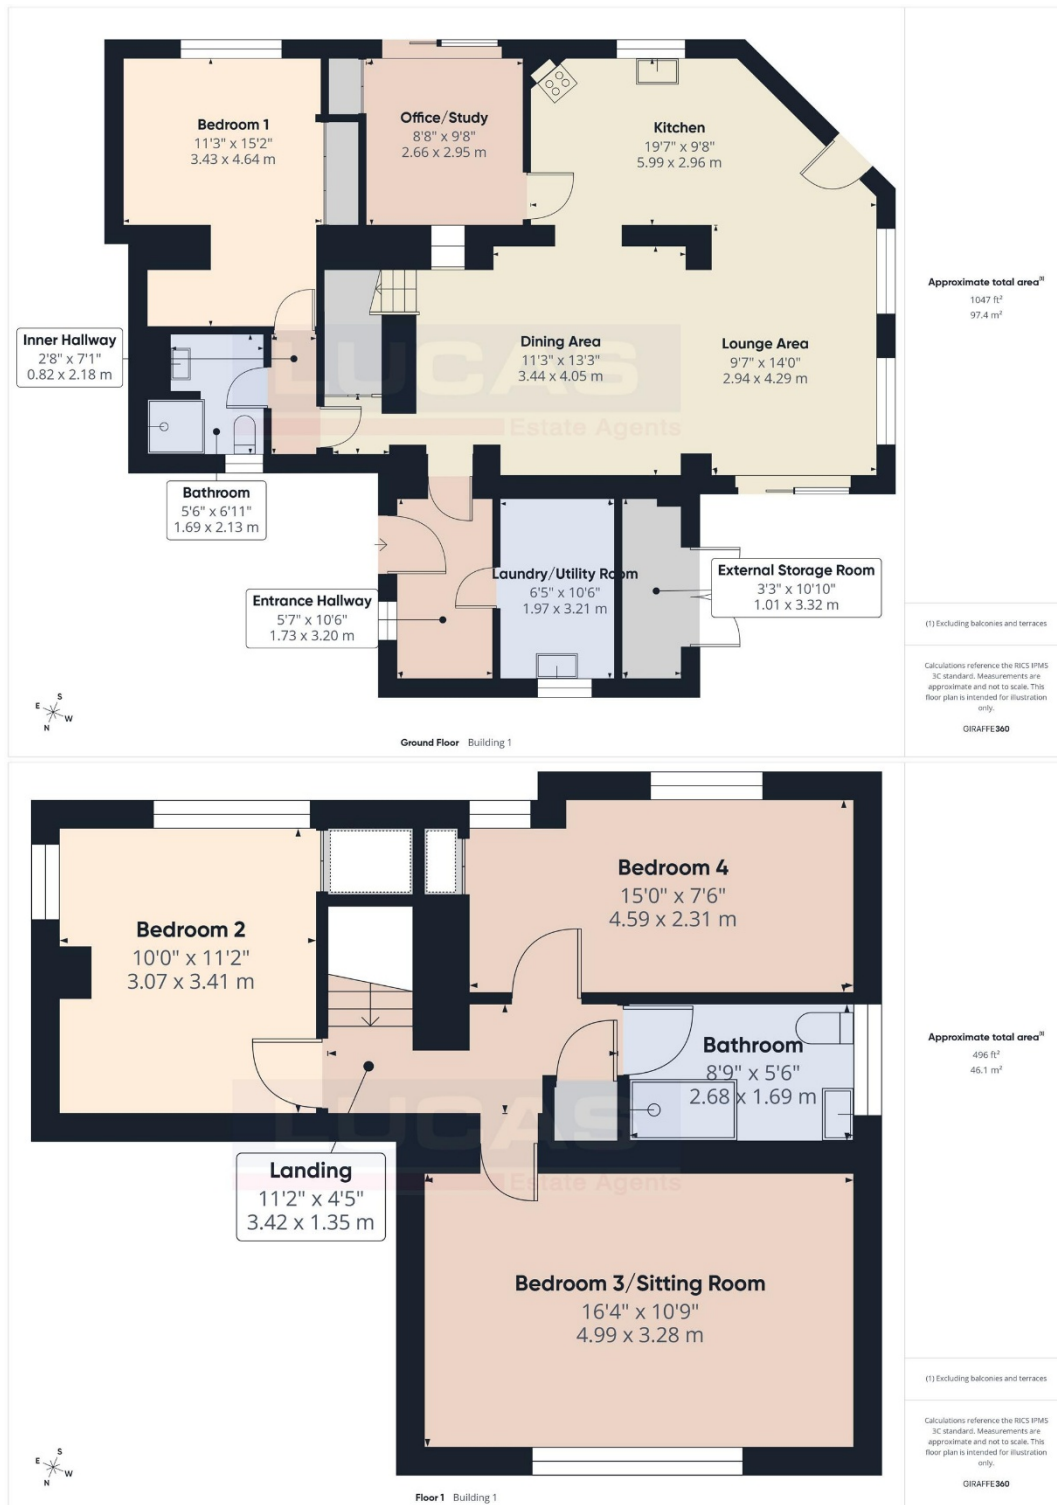 Bedroom 1
11'3" x 15'2"
3.43 x 4.64 m
Office/Study
8'8" x 9'8"
2.66 x 2.95 m
Kitchen
19'7" x 9'8"
5.99 x 2.96 m
Approximate total area⁽¹⁾
1047 ft²
97.4 m²
Inner Hallway
2'8" x 7'1"
0.82 x 2.18 m
Dining Area
11'3" x 13'3"
3.44 x 4.05 m
Lounge Area
9'7" x 14'0"
2.94 x 4.29 m
LUCAS
Estate Agents
Bathroom
5'6" x 6'11"
1.69 x 2.13 m
Laundry/Utility Room
6'5" x 10'6"
1.97 x 3.21 m
External Storage Room
3'3" x 10'10"
1.01 x 3.32 m
Entrance Hallway
5'7" x 10'6"
1.73 x 3.20 m
(1) Excluding balconies and terraces
Calculations reference the RICS IPMS
3C standard. Measurements are
approximate and not to scale. This
floor plan is intended for illustration
only.
GIRAFFE360
S
E
W
N
Ground Floor Building 1
Bedroom 4
15'0" x 7'6"
4.59 x 2.31 m
Bedroom 2
10'0" x 11'2"
3.07 x 3.41 m
Approximate total area⁽¹⁾
496 ft²
46.1 m²
Bathroom
8'9" x 5'6"
2.68 x 1.69 m
LUCAS
Estate Agents
Landing
11'2" x 4'5"
3.42 x 1.35 m
Bedroom 3/Sitting Room
16'4" x 10'9"
4.99 x 3.28 m
(1) Excluding balconies and terraces
Calculations reference the RICS IPMS
3C standard. Measurements are
approximate and not to scale. This
floor plan is intended for illustration
only.
GIRAFFE360
S
E
W
N
Floor 1 Building 1